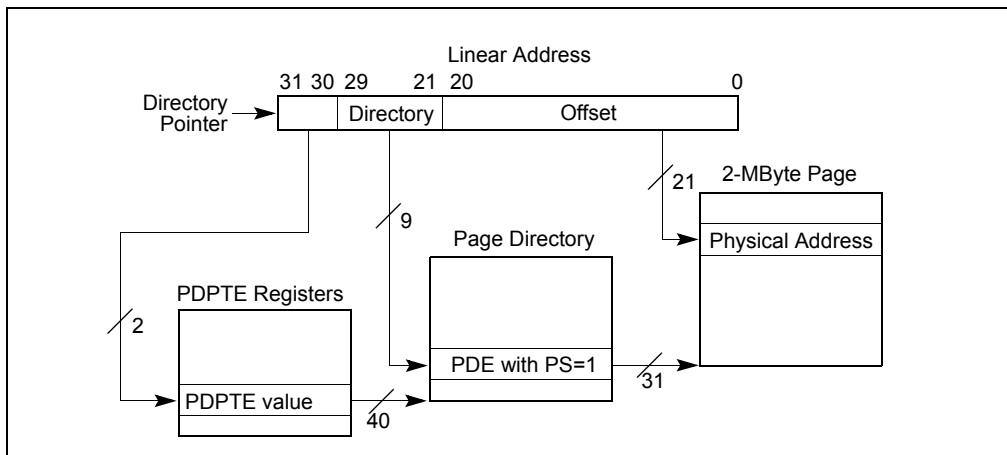 Linear Address
31 30 29 21 20 0
Directory Pointer
Directory
Offset
2-MByte Page
21
9
Physical Address
Page Directory
PDPTE Registers
2
PDE with PS=1
31
PDPTE value
40